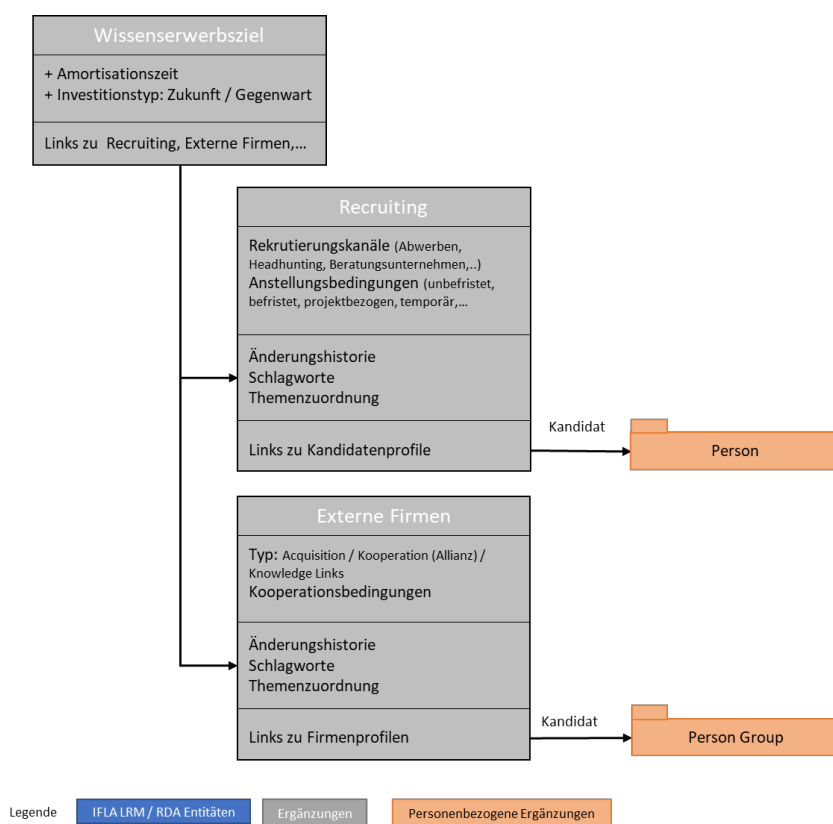 Wissenserwerbsziel
+ Amortisationszeit
+ Investitionstyp: Zukunft / Gegenwart
Links zu Recruiting, Externe Firmen,...
Recruiting
Rekrutierungskanäle (Abwerben,
Headhunting, Beratungsunternehmen,..)
Anstellungsbedingungen (unbefristet,
befristet, projektbezogen, temporär,...
Änderungshistorie
Schlagworte
Themenzuordnung
Links zu Kandidatenprofile
Kandidat
Person
Externe Firmen
Typ: Acquisition / Kooperation (Allianz) /
Knowledge Links
Kooperationsbedingungen
Änderungshistorie
Schlagworte
Themenzuordnung
Links zu Firmenprofilen
Kandidat
Person Group
Legende
IFLA LRM / RDA Entitäten
Ergänzungen
Personenbezogene Ergänzungen